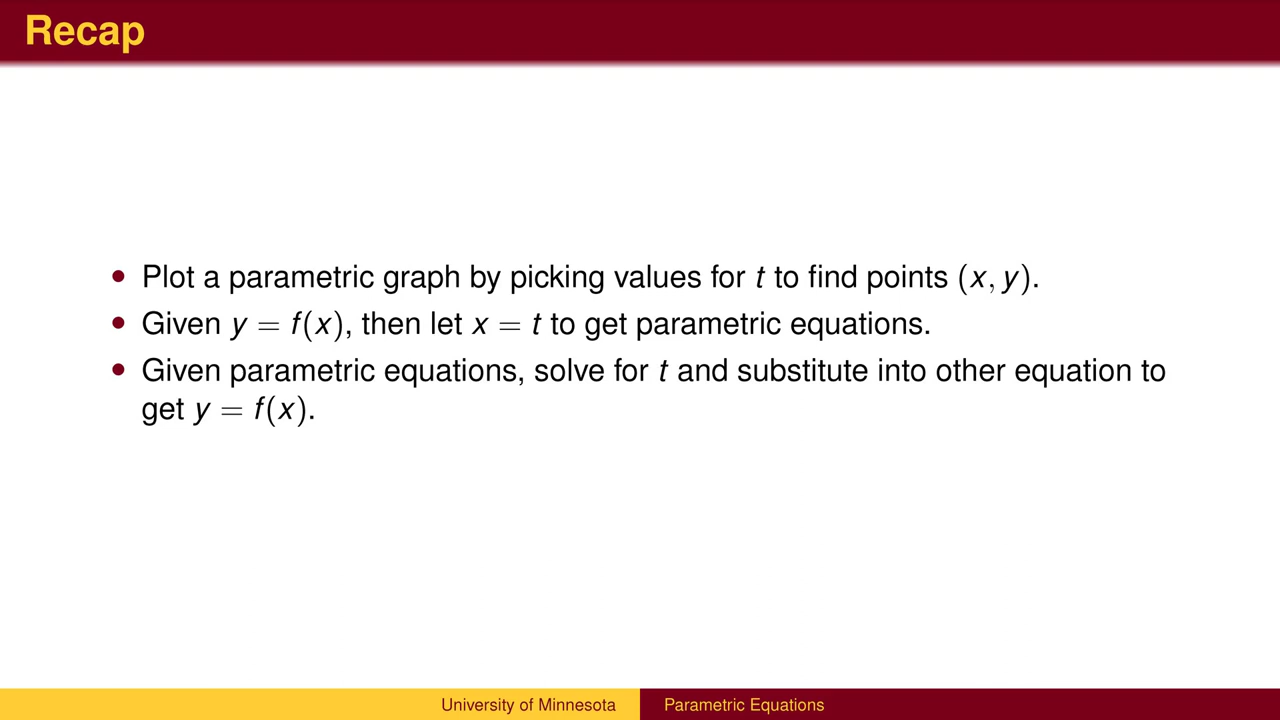 Recap
• Plot a parametric graph by picking values for t to find points (x, y).
• Given y = f(x), then let x = t to get parametric equations.
• Given parametric equations, solve for t and substitute into other equation to
get y = f(x).
University of Minnesota
Parametric Equations